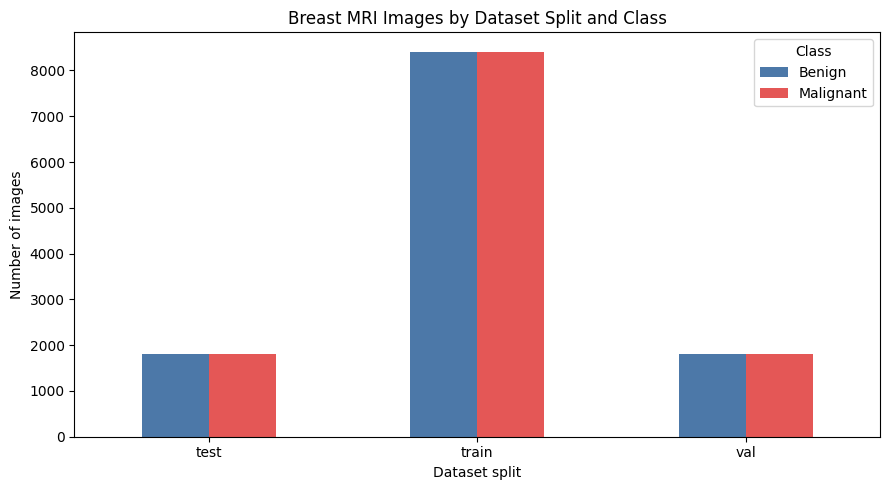 Breast MRI Images by Dataset Split and Class
Class
Benign
Malignant
Number of images
8000
7000
6000
5000
4000
3000
2000
1000
0
test
train
val
Dataset split